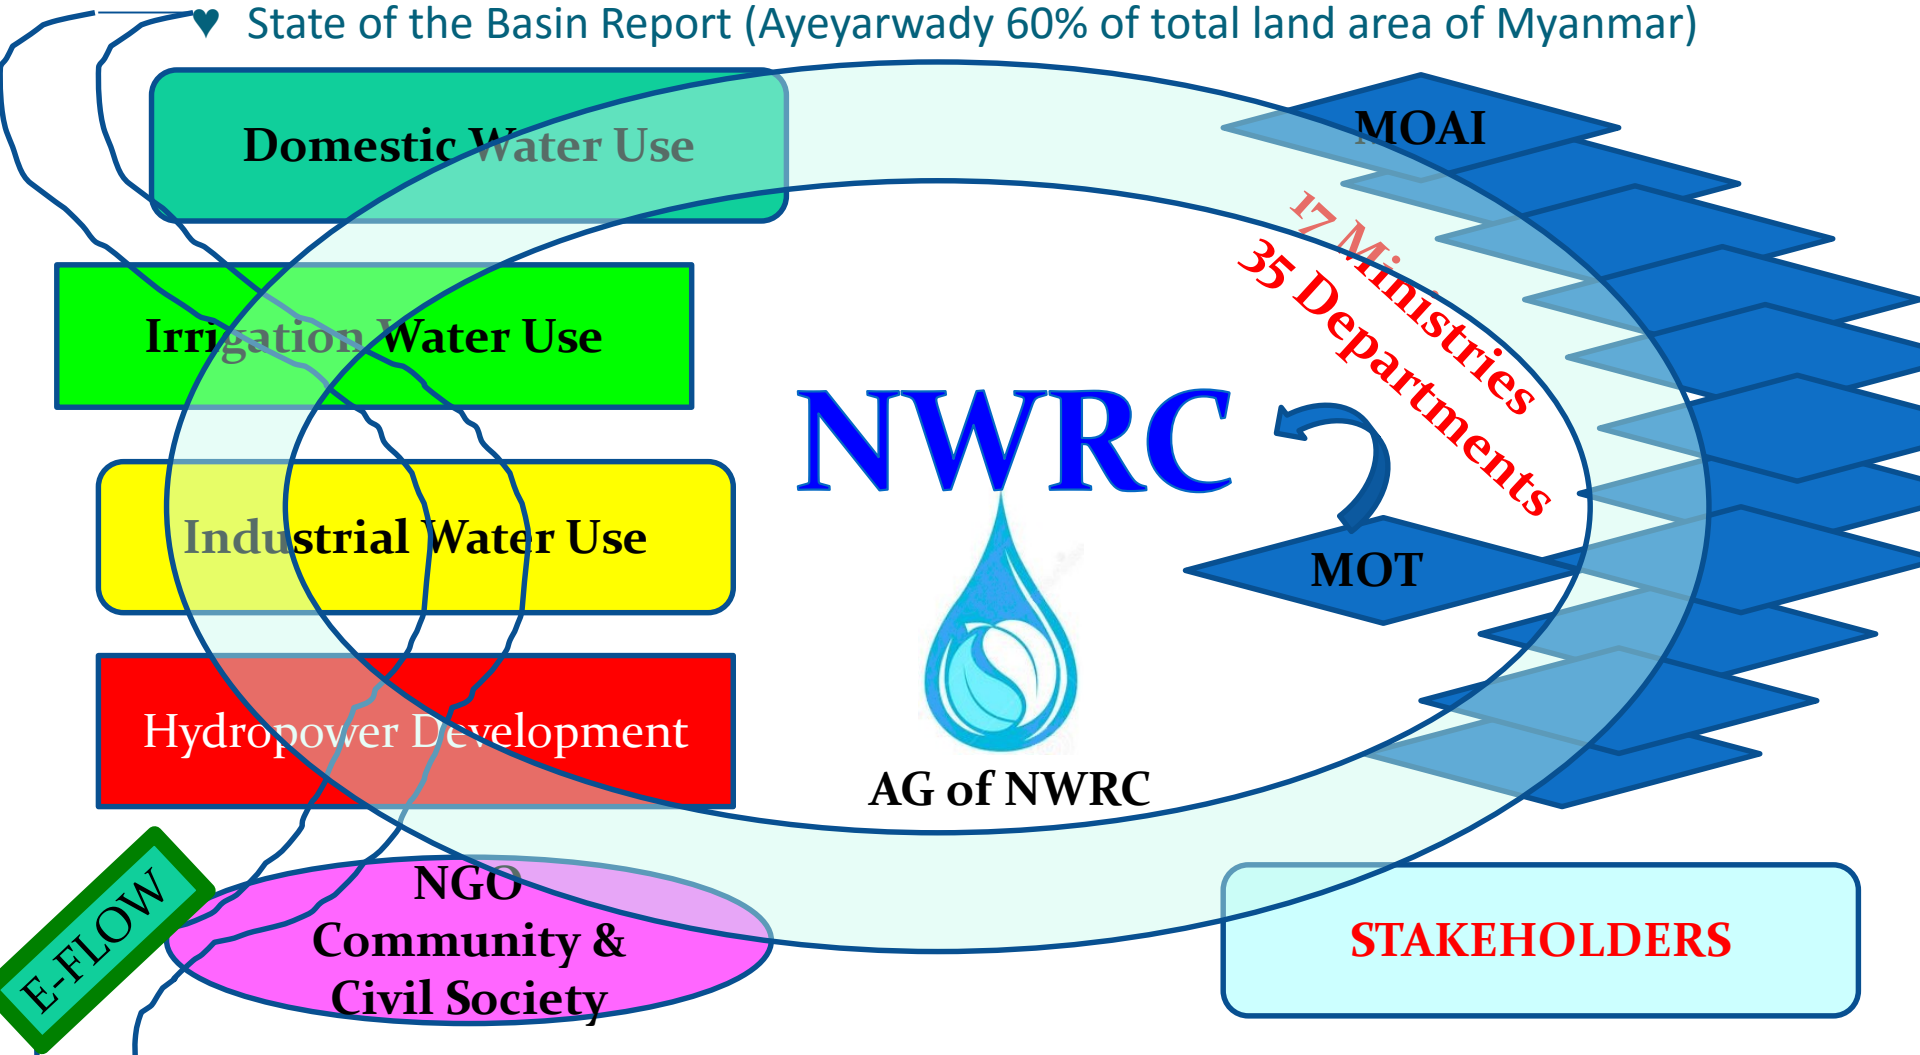 ♥ State of the Basin Report (Ayeyarwady 60% of total land area of Myanmar)
Domestic Water Use
MOAI
17 Ministries
35 Departments
Irrigation Water Use
NWRC
Industrial Water Use
MOT
Hydropower Development
AG of NWRC
E-FLOW
NGO
Community &
Civil Society
STAKEHOLDERS